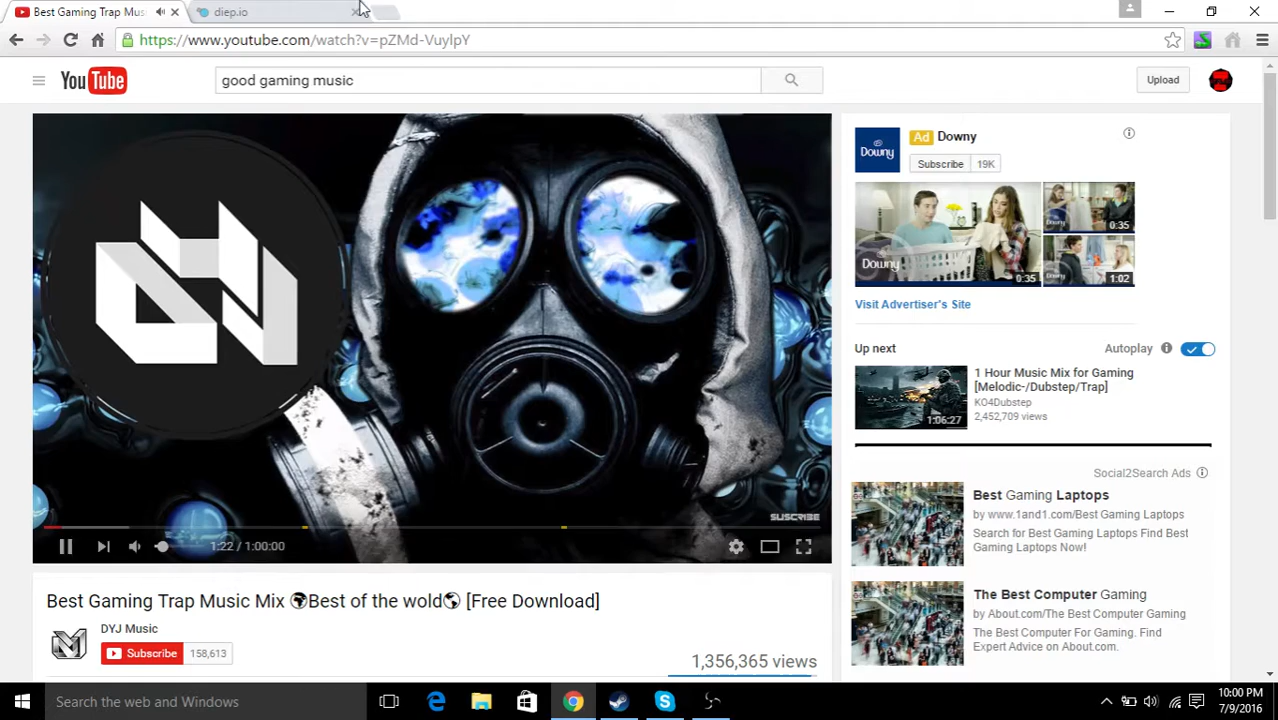 Best Gaming Trap Mus
diep.io
https://www.youtube.com/watch?v=pZMd-VuylpY
YouTube
good gaming music
Upload
SUSCRIBE
1:22 / 1:00:00
Downy
Ad Downy
Subscribe 19K
Downy
0:35
0:35
1:02
Visit Advertiser's Site
Up next
Autoplay
1:06:27
1 Hour Music Mix for Gaming
[Melodic-/Dubstep/Trap]
KO4Dubstep
2,452,709 views
Social2Search Ads
Best Gaming Laptops
by www.1and1.com/Best Gaming Laptops
Search for Best Gaming Laptops Find Best
Gaming Laptops Now!
The Best Computer Gaming
by About.com/The Best Computer Gaming
The Best Computer For Gaming. Find
Expert Advice on About.com.
Best Gaming Trap Music Mix 🌍Best of the wold🌎 [Free Download]
DYJ Music
Subscribe 158,613
1,356,365 views
Search the web and Windows
10:00 PM
7/9/2016